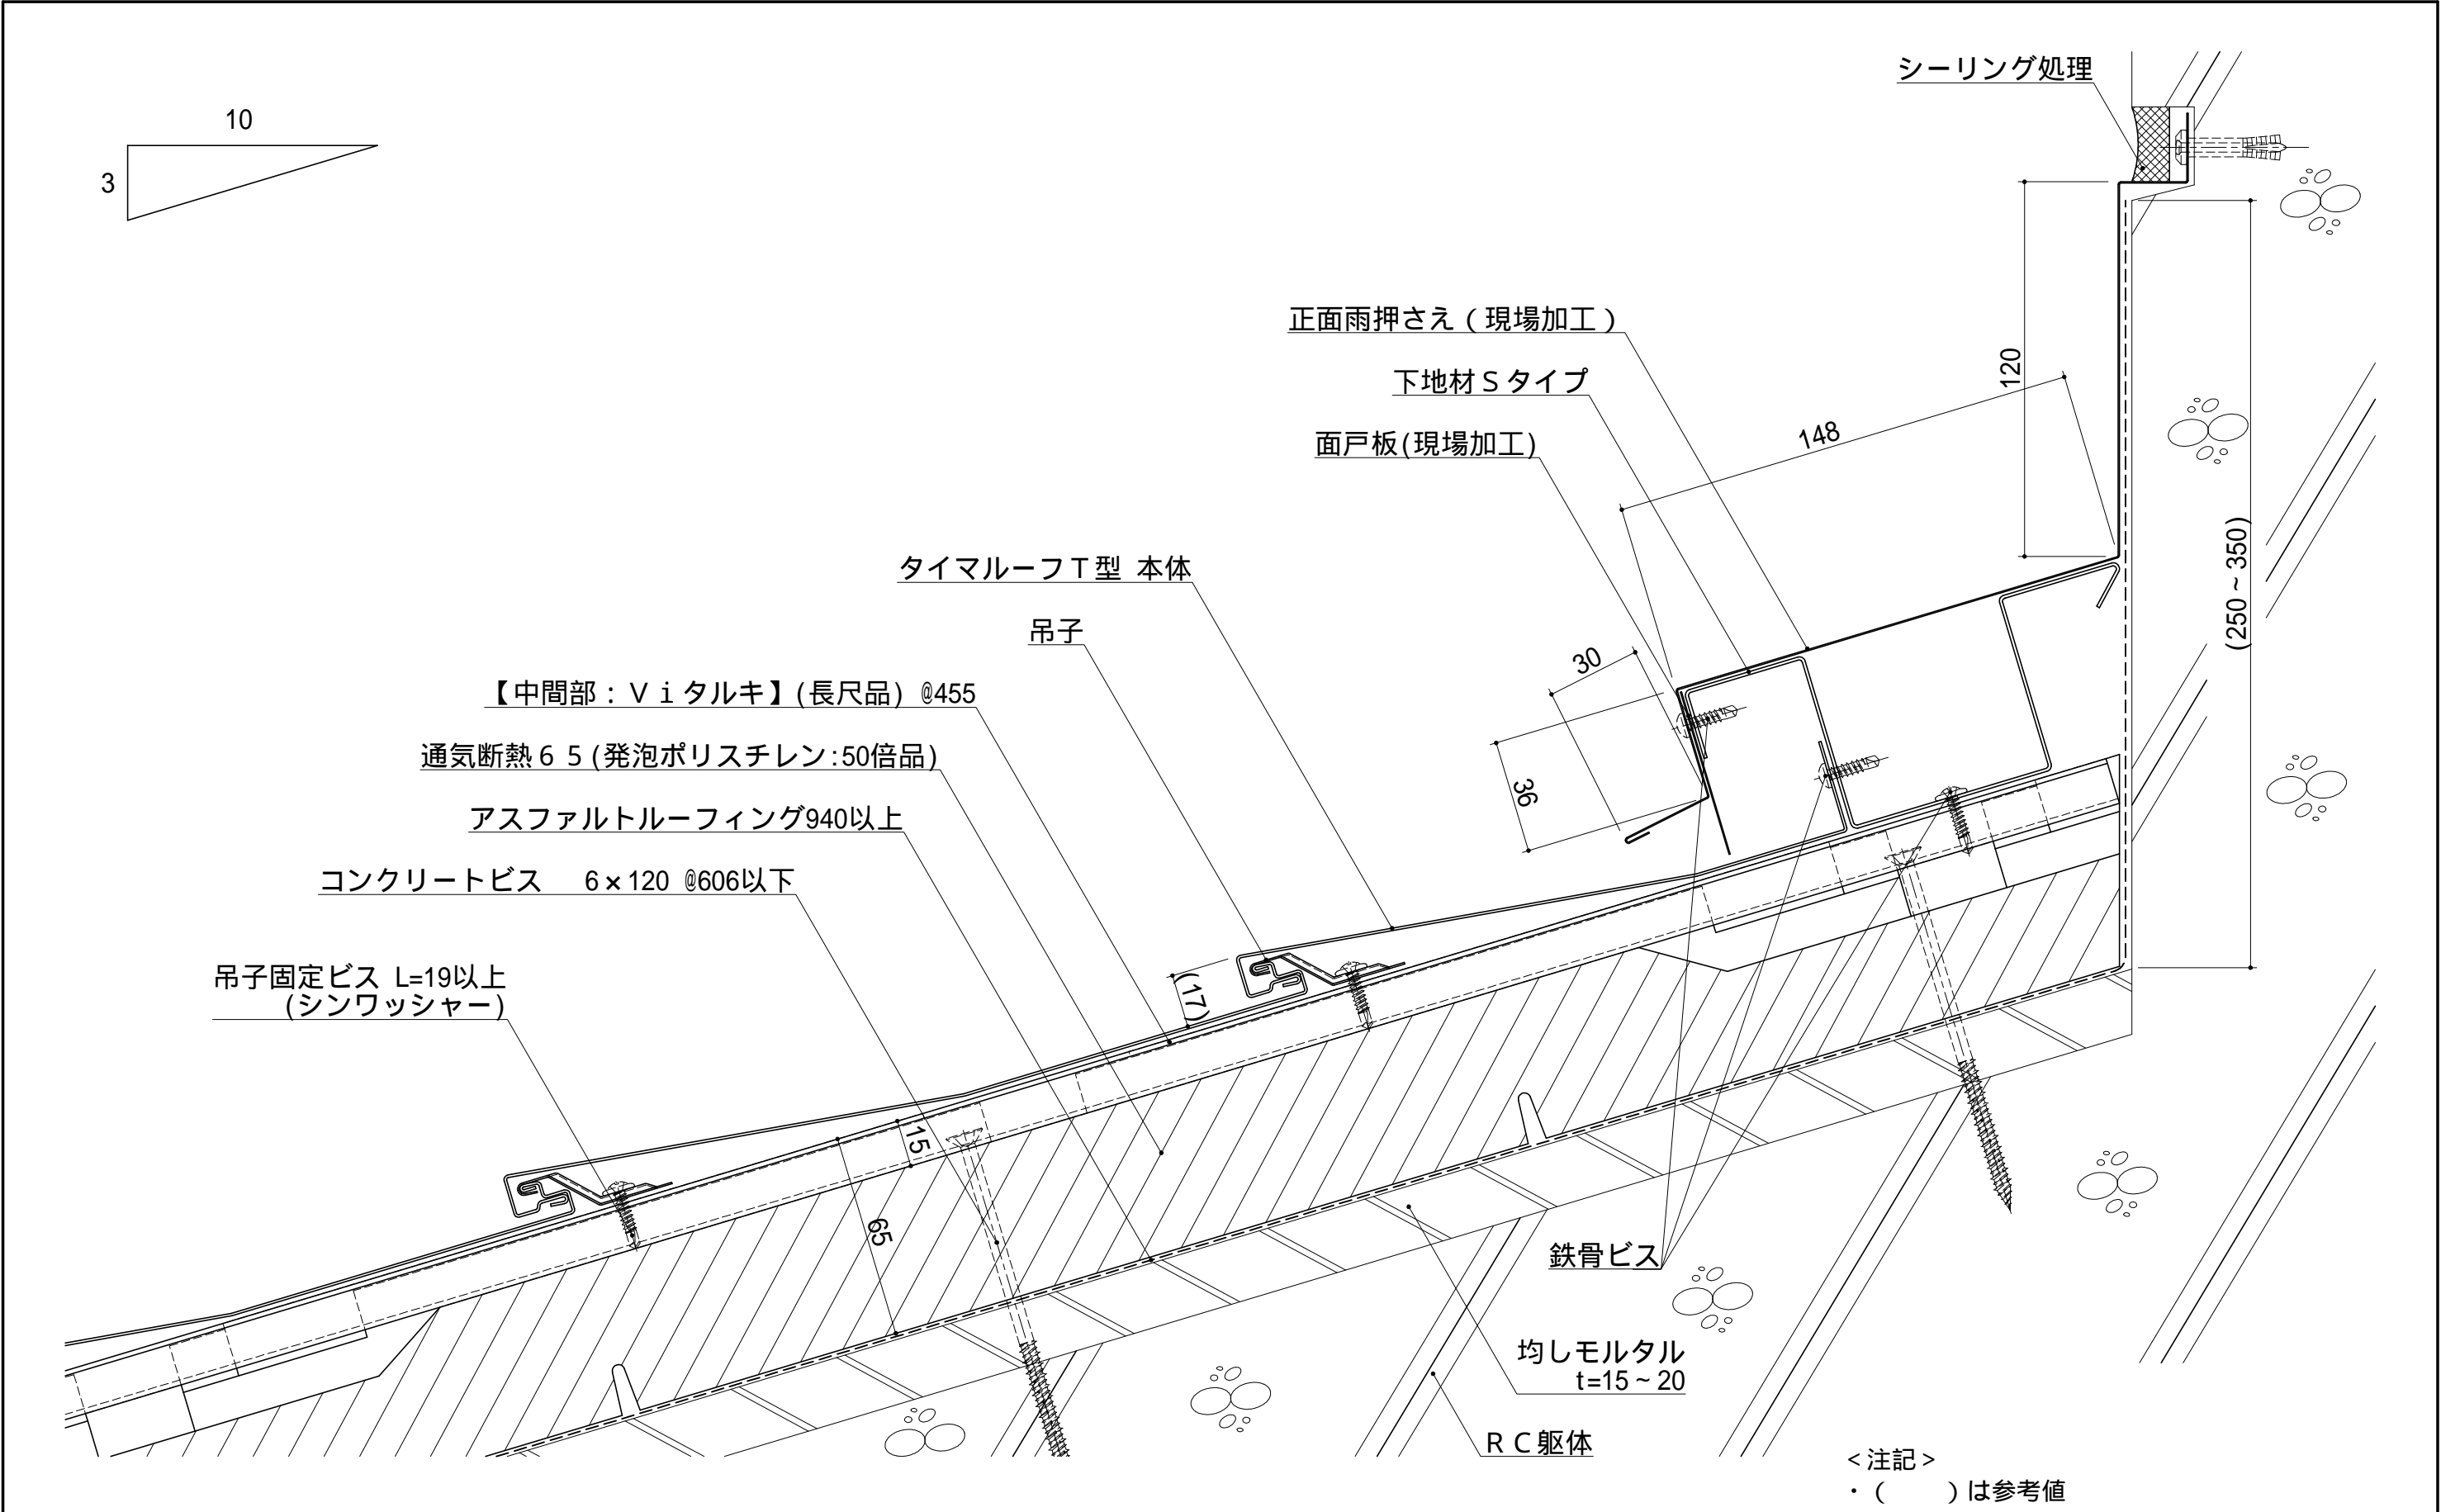 シーリング処理
10
3
正面雨押さえ（現場加工）
下地材Ｓタイプ
面戸板(現場加工)
120
148
(250～350)
タイマルーフＴ型 本体
吊子
30
36
【中間部：Ｖｉタルキ】(長尺品) @455
通気断熱６５(発泡ポリスチレン:50倍品)
アスファルトルーフィング940以上
コンクリートビス　6×120 @606以下
吊子固定ビス L=19以上
(シンワッシャー)
(17)
15
65
鉄骨ビス
均しモルタル
t=15～20
ＲＣ躯体
<注記>
・(　　)は参考値